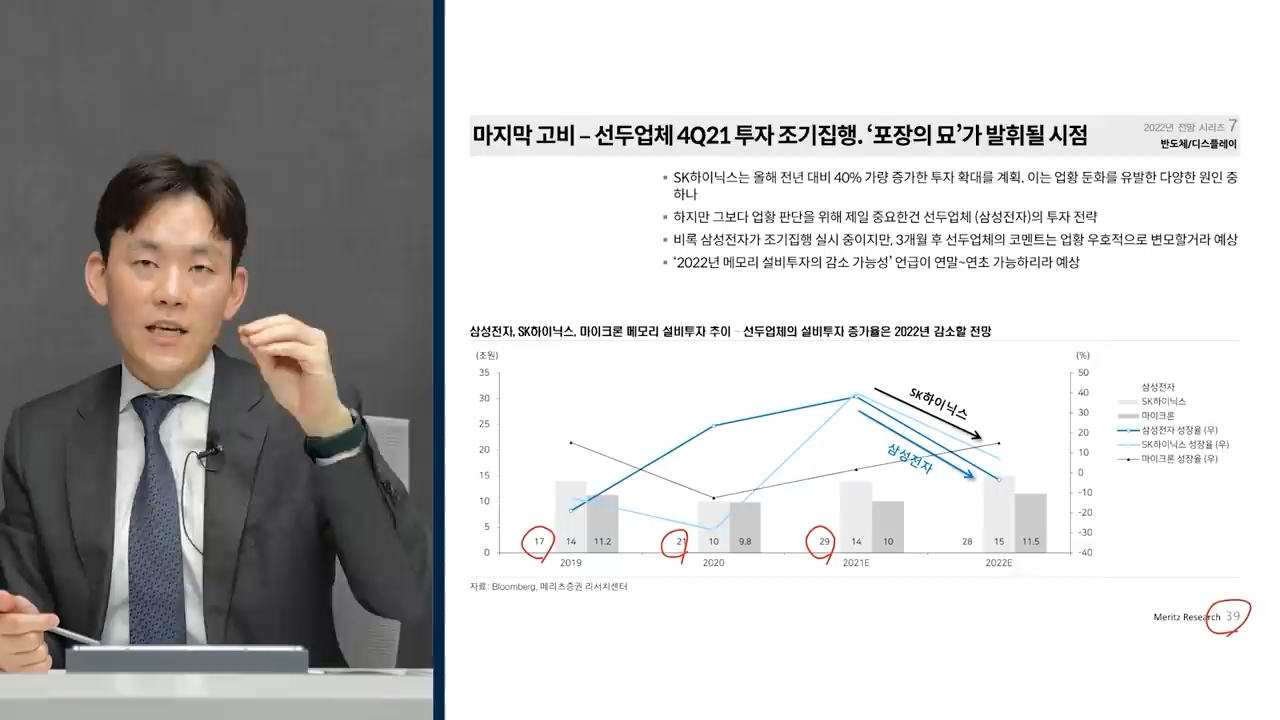 마지막 고비 – 선두업체 4Q21 투자 조기집행. ‘포장의 묘’가 발휘될 시점
2022년 전망 시리즈 7
반도체/디스플레이
▪ SK하이닉스는 올해 전년 대비 40% 가량 증가한 투자 확대를 계획. 이는 업황 둔화를 유발한 다양한 원인 중
하나
▪ 하지만 그보다 업황 판단을 위해 제일 중요한건 선두업체 (삼성전자)의 투자 전략
▪ 비록 삼성전자가 조기집행 실시 중이지만, 3개월 후 선두업체의 코멘트는 업황 우호적으로 변모할거라 예상
▪ ‘2022년 메모리 설비투자의 감소 가능성’ 언급이 연말~연초 가능하리라 예상
삼성전자, SK하이닉스, 마이크론 메모리 설비투자 추이 – 선두업체의 설비투자 증가율은 2022년 감소할 전망
(조원)
(%)
35
30
25
20
15
10
5
0
50
40
30
20
10
0
-10
-20
-30
-40
SK하이닉스
삼성전자
17 14 11.2
21 10 9.8
29 14 10
28 15 11.5
2019 2020 2021E 2022E
삼성전자
SK하이닉스
마이크론
삼성전자 성장율 (우)
SK하이닉스 성장율 (우)
마이크론 성장율 (우)
자료: Bloomberg, 메리츠증권 리서치센터
Meritz Research 39